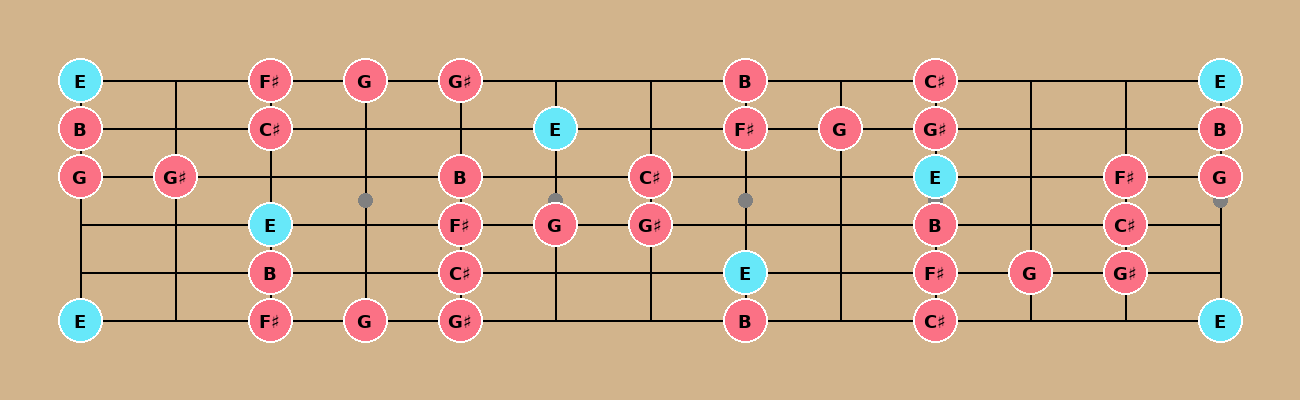 E F♯ G G♯ B C♯ E
B C♯ E F♯ G G♯ B
G G♯ B C♯ E F♯ G
E F♯ G G♯ B C♯
B C♯ E F♯ G G♯
E F♯ G G♯ B C♯ E